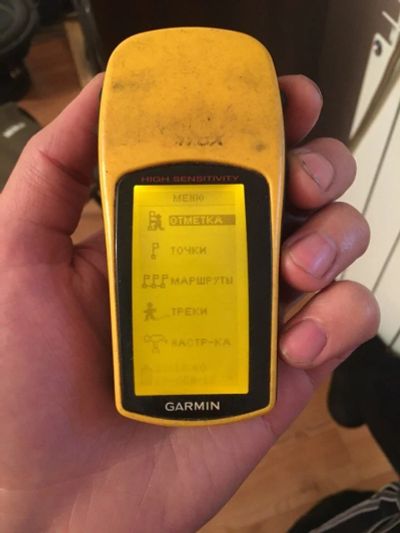 HIGH SENSITIVITY
МЕНЮ
ОТМЕТКА
ТОЧКИ
МАРШРУТЫ
ТРЕКИ
НАСТР-КА
GARMIN